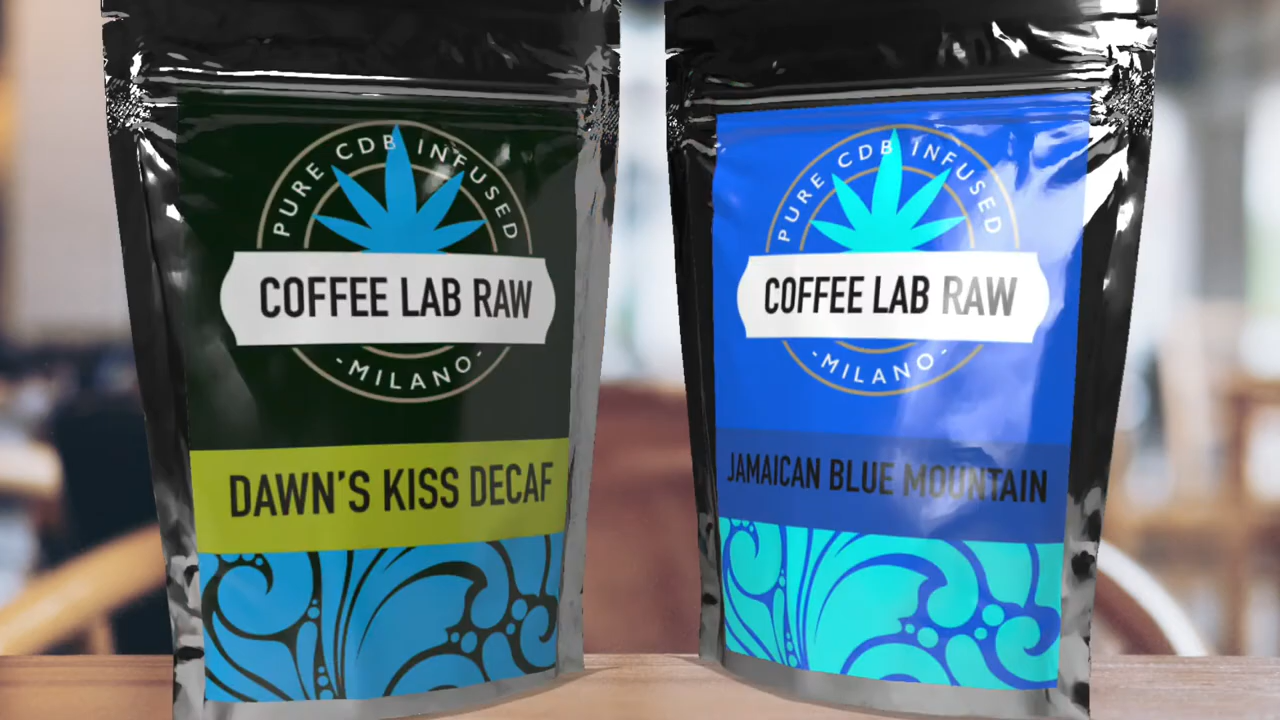 PURE CDB INFUSED
COFFEE LAB RAW
-MILANO-
DAWN'S KISS DECAF
PURE CDB INFUSED
COFFEE LAB RAW
-MILANO-
JAMAICAN BLUE MOUNTAIN